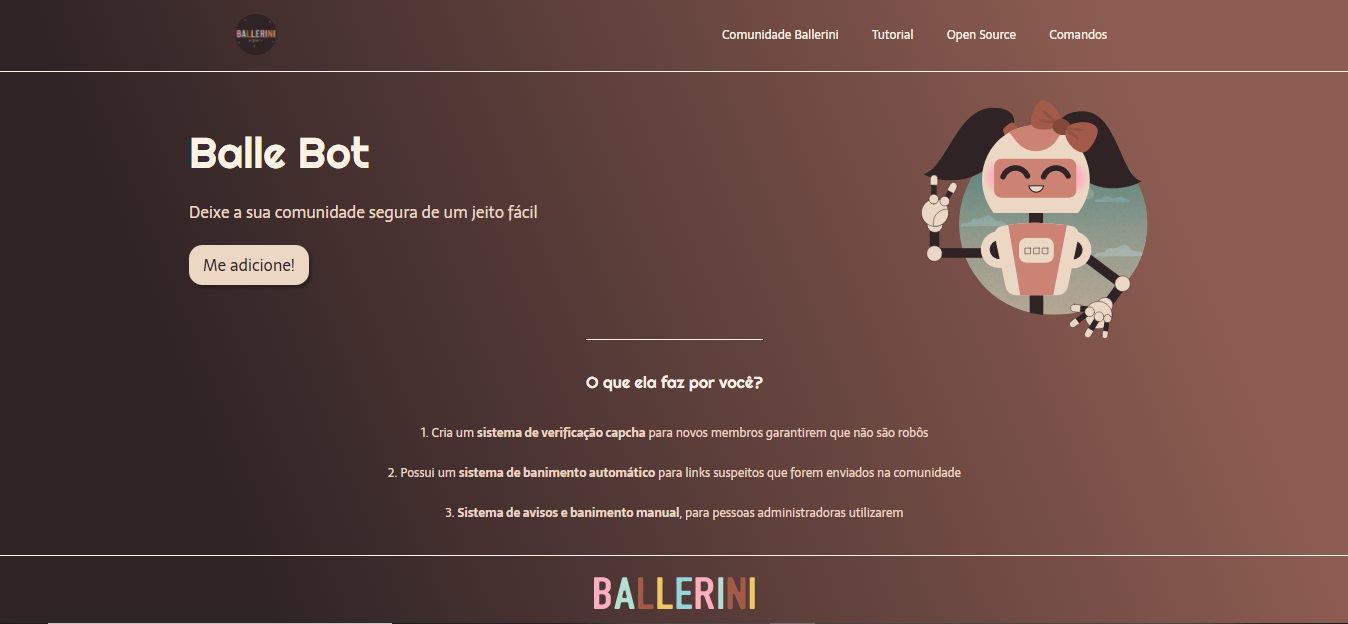 BALLERINI
Comunidade Ballerini Tutorial Open Source Comandos
Balle Bot
Deixe a sua comunidade segura de um jeito fácil
Me adicione!
O que ela faz por você?
1. Cria um sistema de verificação capcha para novos membros garantirem que não são robôs
2. Possui um sistema de banimento automático para links suspeitos que forem enviados na comunidade
3. Sistema de avisos e banimento manual, para pessoas administradoras utilizarem
BALLERINI